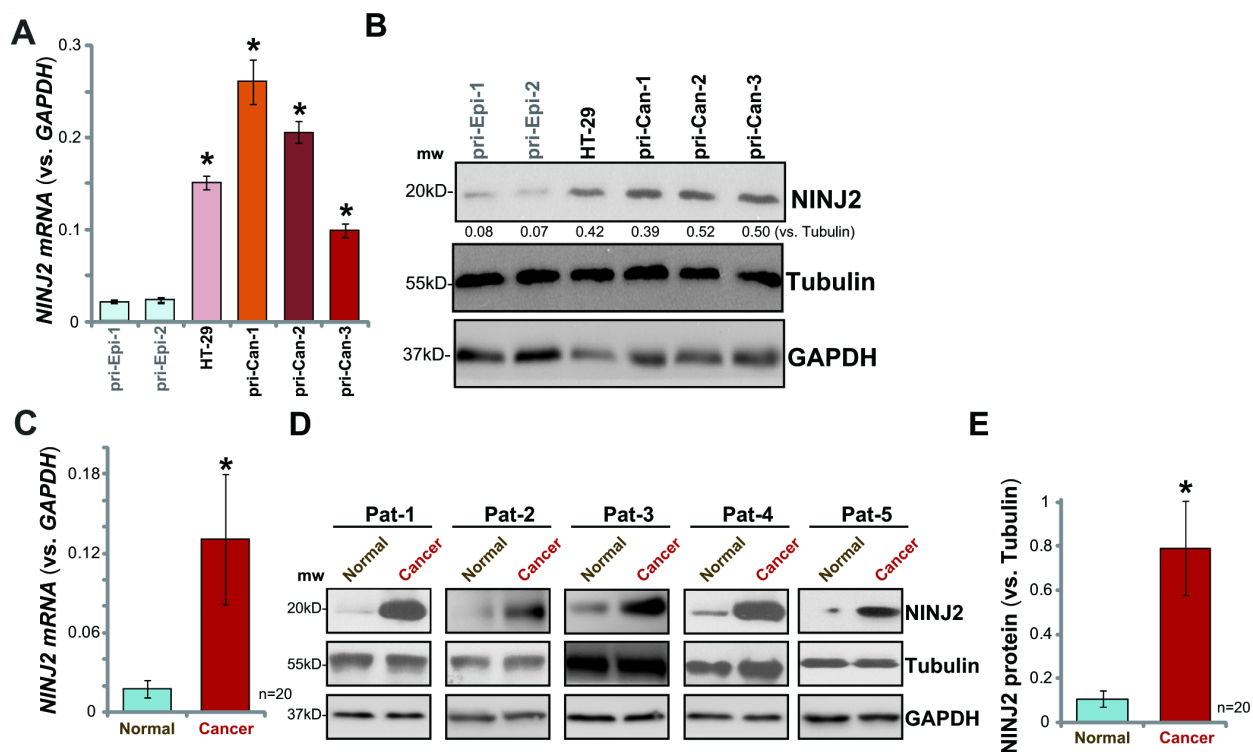 A
NINJ2 mRNA (vs. GAPDH)
0.3
0.2
0.1
0
*
*
*
*
pri-Epi-1
pri-Epi-2
HT-29
pri-Can-1
pri-Can-2
pri-Can-3
B
pri-Epi-1
pri-Epi-2
HT-29
pri-Can-1
pri-Can-2
pri-Can-3
mw
20kD- NINJ2
0.08 0.07 0.42 0.39 0.52 0.50 (vs. Tubulin)
55kD- Tubulin
37kD- GAPDH
C
NINJ2 mRNA (vs. GAPDH)
0.18
0.12
0.06
0
*
n=20
Normal Cancer
D
Pat-1 Pat-2 Pat-3 Pat-4 Pat-5
Normal Cancer Normal Cancer Normal Cancer Normal Cancer Normal Cancer
mw
20kD- NINJ2
55kD- Tubulin
37kD- GAPDH
E
NINJ2 protein (vs. Tubulin)
1
0.8
0.6
0.4
0.2
0
*
n=20
Normal Cancer